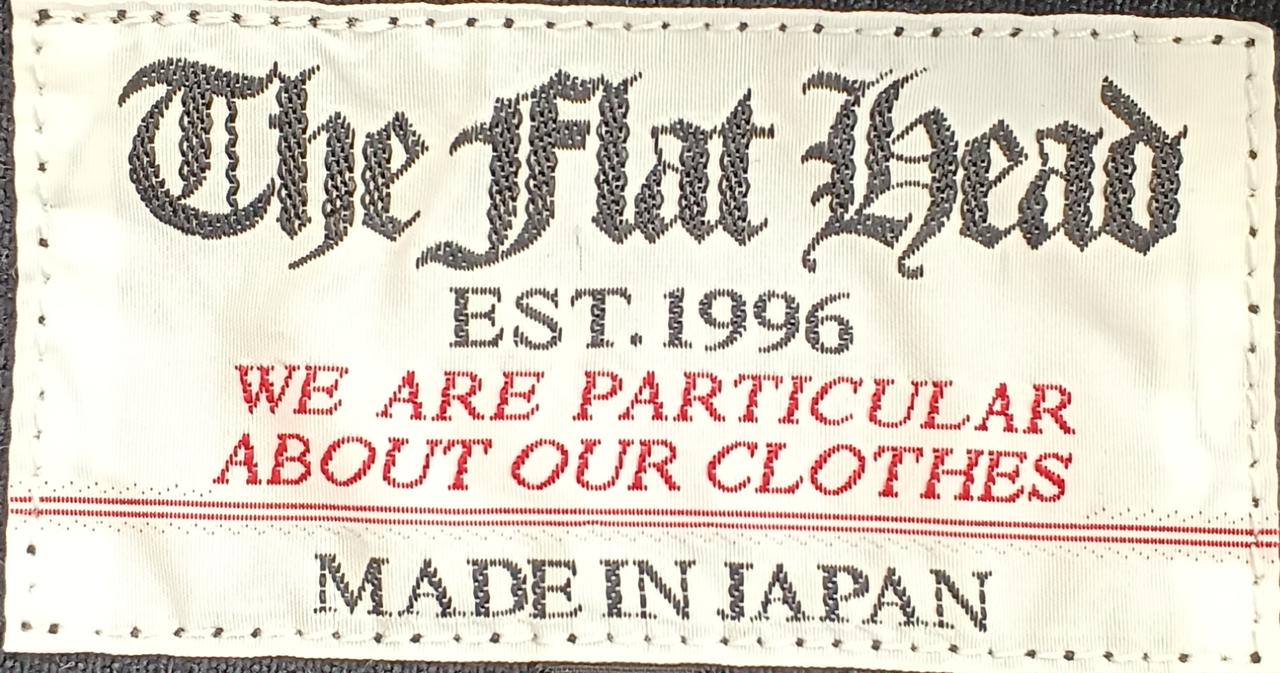 The Flat Head
EST. 1996
WE ARE PARTICULAR
ABOUT OUR CLOTHES
MADE IN JAPAN